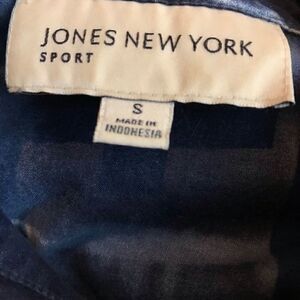 JONES NEW YORK
SPORT
S
MADE IN
INDONESIA